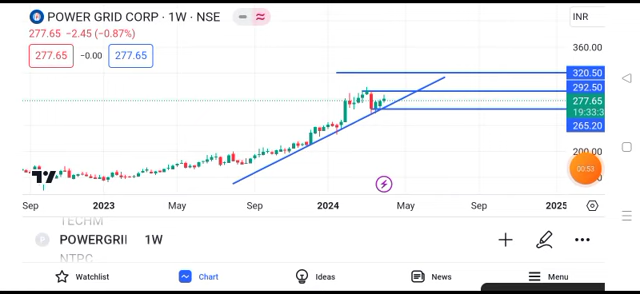 POWER GRID CORP · 1W · NSE
INR
277.65 −2.45 (−0.87%)
277.65 −0.00 277.65
360.00
320.50
292.50
277.65
19:33:3
265.20
200.00
00:53
Sep 2023 May Sep 2024 May Sep 2025
TECHM
P POWERGRII 1W
NTPC
Watchlist Chart Ideas News Menu